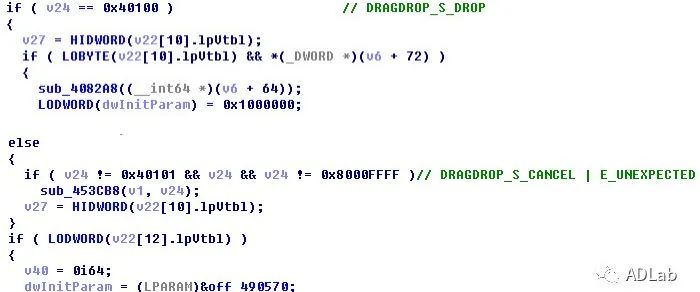 if ( v24 == 0x40100 ) // DRAGDROP_S_DROP
{
v27 = HIDWORD(v22[10].lpVtbl);
if ( LOBYTE(v22[10].lpVtbl) && *(_DWORD *)(v6 + 72) )
{
sub_4082A8((__int64 *)(v6 + 64));
LODWORD(dwInitParam) = 0x1000000;
else
{
if ( v24 != 0x40101 && v24 && v24 != 0x8000FFFF )// DRAGDROP_S_CANCEL | E_UNEXPECTED
sub_453CB8(v1, v24);
v27 = HIDWORD(v22[10].lpVtbl);
}
if ( LODWORD(v22[12].lpVtbl) )
{
v40 = 0i64;
dwInitParam = (LPARAM)&off_490570;
ADLab